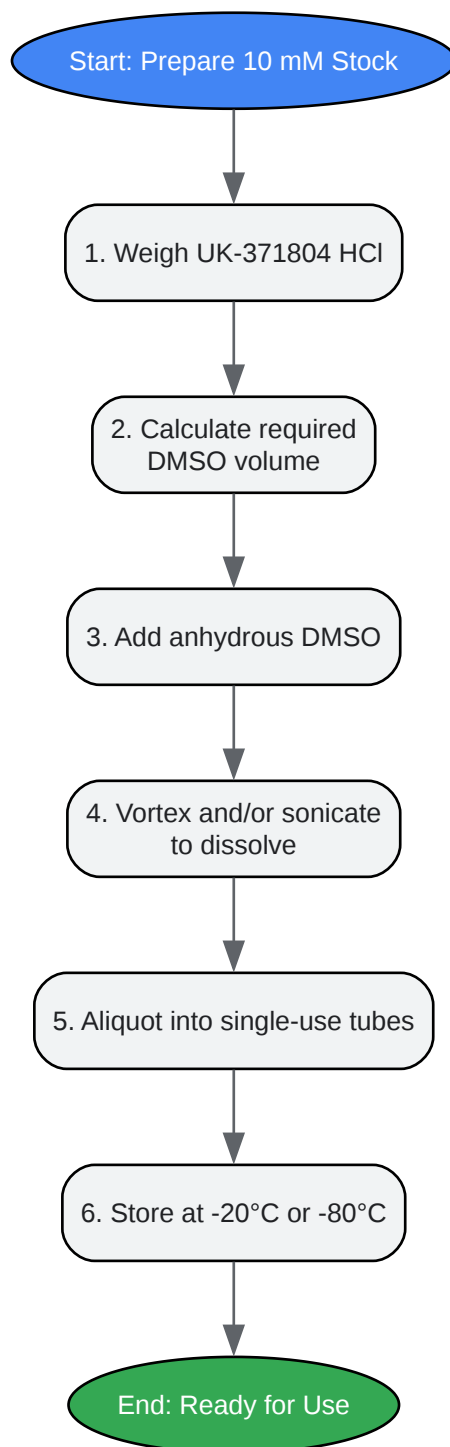 Start: Prepare 10 mM Stock
1. Weigh UK-371804 HCl
2. Calculate required
DMSO volume
3. Add anhydrous DMSO
4. Vortex and/or sonicate
to dissolve
5. Aliquot into single-use tubes
6. Store at -20°C or -80°C
End: Ready for Use